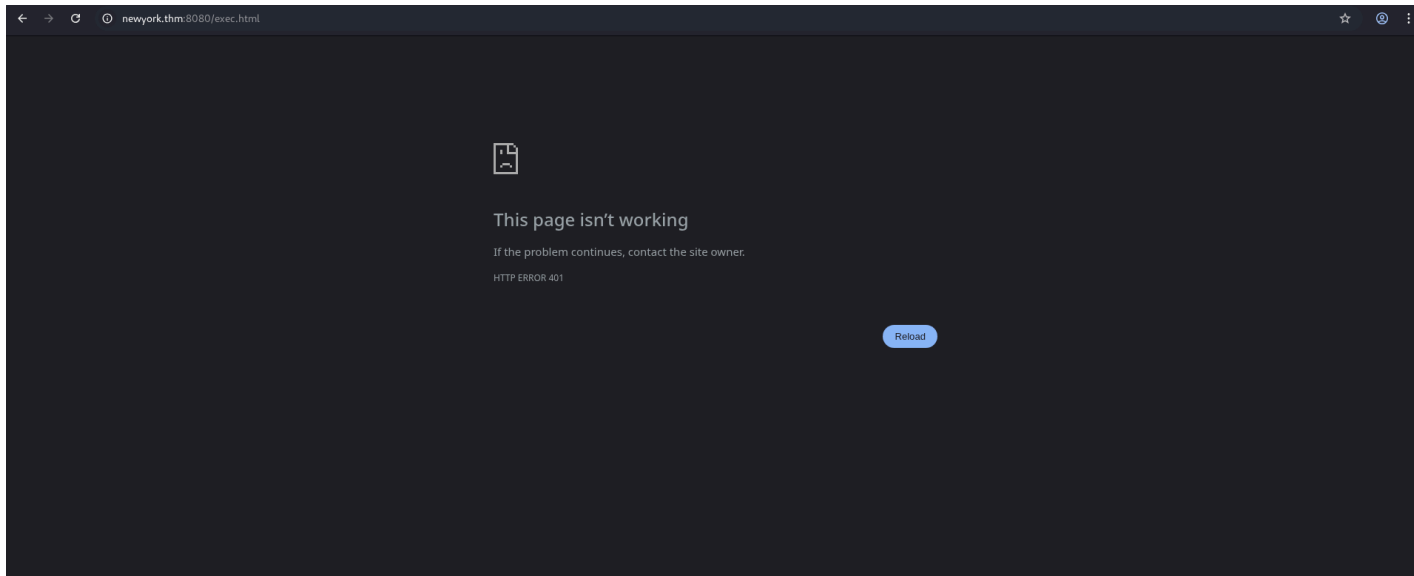 newyork.thm:8080/exec.html
This page isn’t working
If the problem continues, contact the site owner.
HTTP ERROR 401
Reload